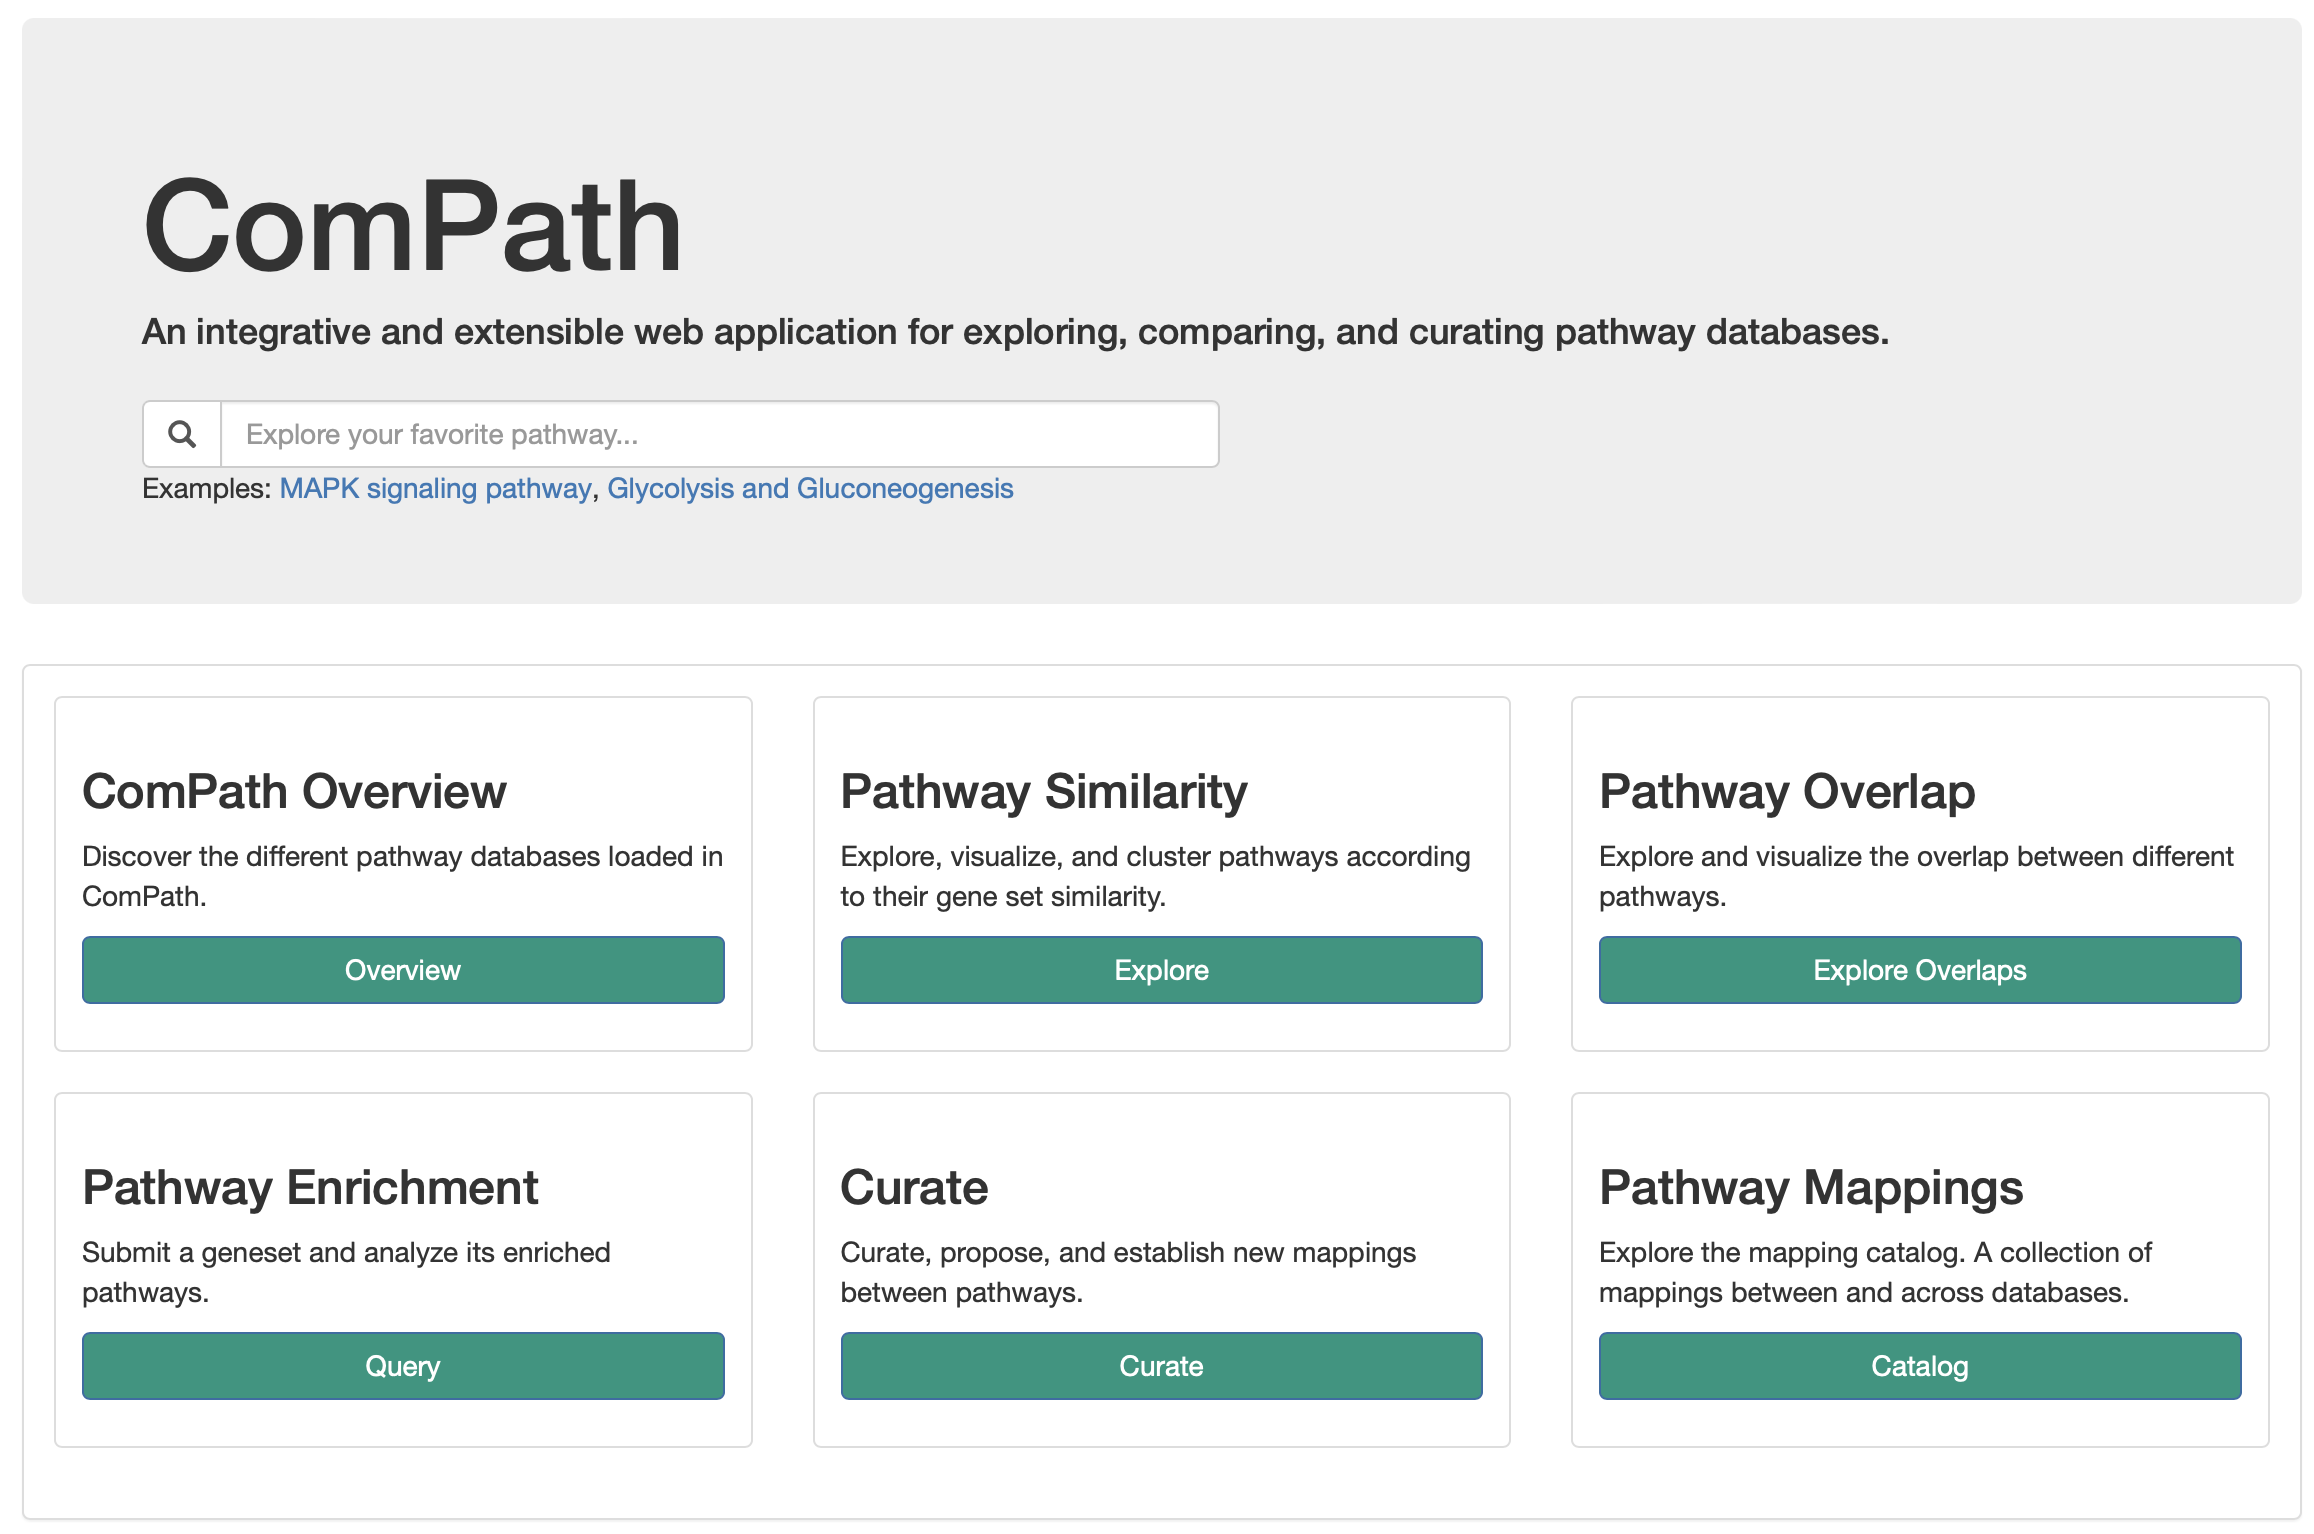 ComPath
An integrative and extensible web application for exploring, comparing, and curating pathway databases.
Explore your favorite pathway...
Examples: MAPK signaling pathway, Glycolysis and Gluconeogenesis
ComPath Overview
Discover the different pathway databases loaded in
ComPath.
Overview
Pathway Similarity
Explore, visualize, and cluster pathways according
to their gene set similarity.
Explore
Pathway Overlap
Explore and visualize the overlap between different
pathways.
Explore Overlaps
Pathway Enrichment
Submit a geneset and analyze its enriched
pathways.
Query
Curate
Curate, propose, and establish new mappings
between pathways.
Curate
Pathway Mappings
Explore the mapping catalog. A collection of
mappings between and across databases.
Catalog